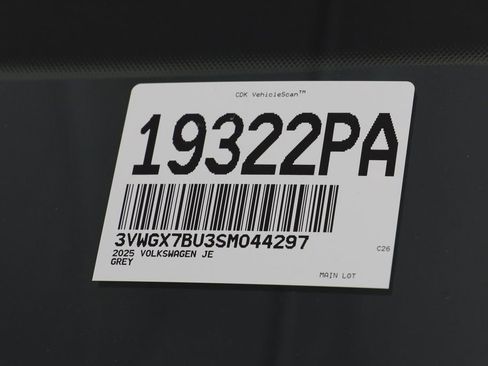 CDK VehicleScan™
19322PA
3VWGX7BU3SM044297
2025 VOLKSWAGEN JE
GREY
C26
MAIN LOT